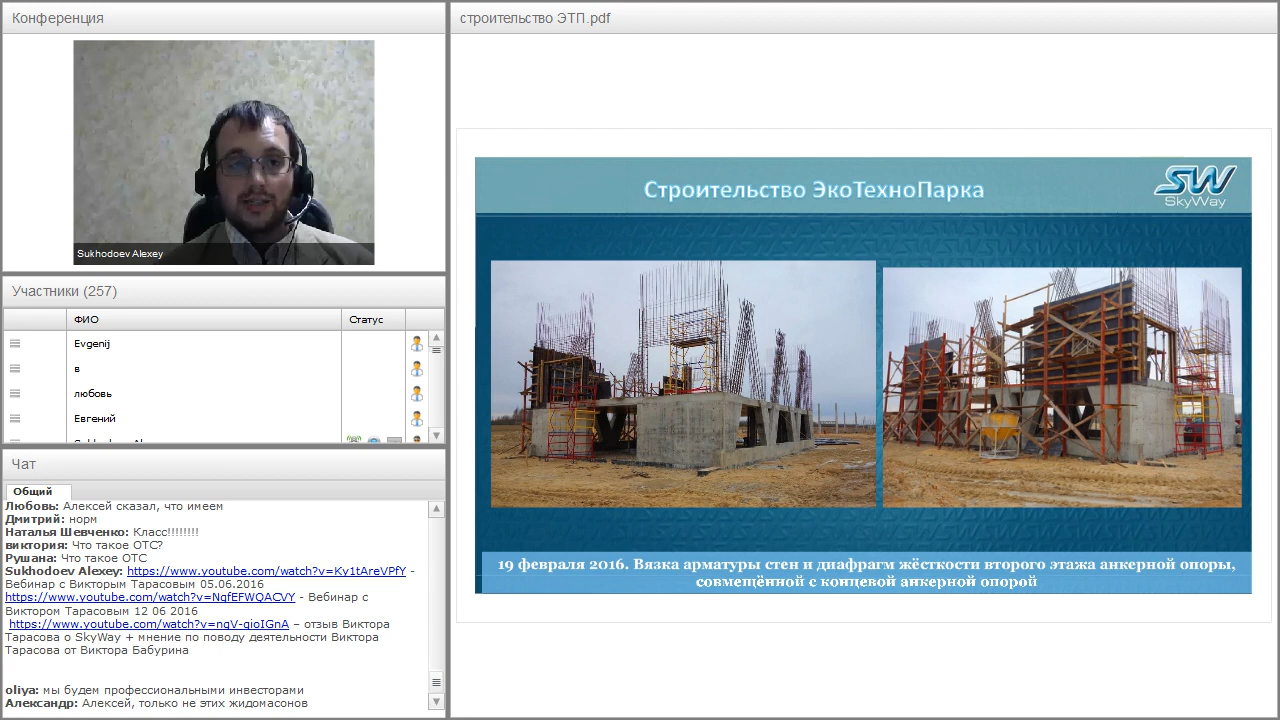 Конференция
Sukhodoev Alexey
Участники (257)
ФИО
Статус
Evgenij
в
любовь
Евгений
Чат
Общий
Любовь: Алексей сказал, что имеем
Дмитрий: норм
Наталья Шевченко: Класс!!!!!!!!
виктория: Что такое ОТС?
Рушана: Что такое ОТС
Sukhodoev Alexey: https://www.youtube.com/watch?v=Ky1tAreVPfY -
Вебинар с Викторым Тарасовым 05.06.2016
https://www.youtube.com/watch?v=NqfEFWQACVY - Вебинар с
Виктором Тарасовым 12 06 2016
https://www.youtube.com/watch?v=ngV-gioIGnA – отзыв Виктора
Тарасова о SkyWay + мнение по поводу деятельности Виктора
Тарасова от Виктора Бабурина
oliya: мы будем профессиональными инвесторами
Александр: Алексей, только не этих жидомасонов
строительство ЭТП.pdf
Строительство ЭкоТехноПарка
SW
SkyWay
19 февраля 2016. Вязка арматуры стен и диафрагм жёсткости второго этажа анкерной опоры,
совмещённой с концевой анкерной опорой